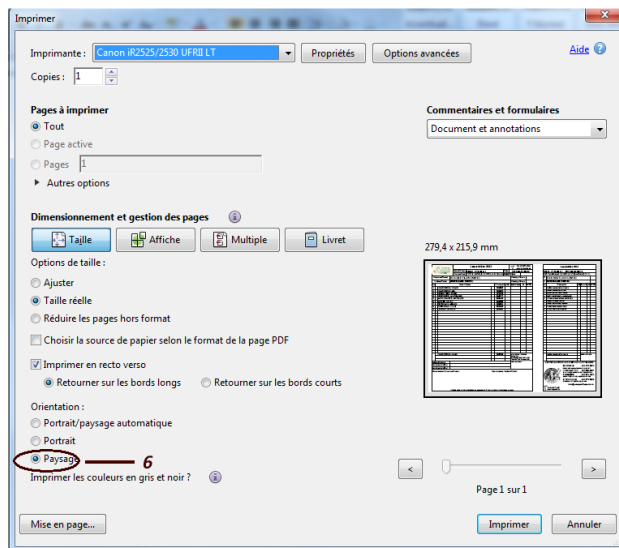 Imprimer
Imprimante : Canon iR2525/2530 UFRII LT Propriétés Options avancées Aide
Copies : 1
Pages à imprimer Commentaires et formulaires
Tout Document et annotations
Page active
Pages 1
Autres options
Dimensionnement et gestion des pages
Taille Affiche Multiple Livret
279,4 x 215,9 mm
Options de taille :
Ajuster
Taille réelle
Réduire les pages hors format
Choisir la source de papier selon le format de la page PDF
Imprimer en recto verso
Retourner sur les bords longs Retourner sur les bords courts
Orientation :
Portrait/paysage automatique
Portrait
Paysage 6
Imprimer les couleurs en gris et noir ? < >
Page 1 sur 1
Mise en page... Imprimer Annuler